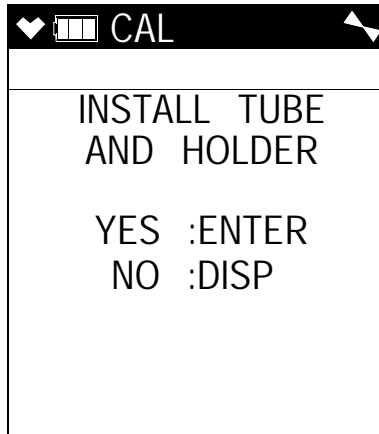 CAL
INSTALL TUBE
AND HOLDER
YES :ENTER
NO :DISP